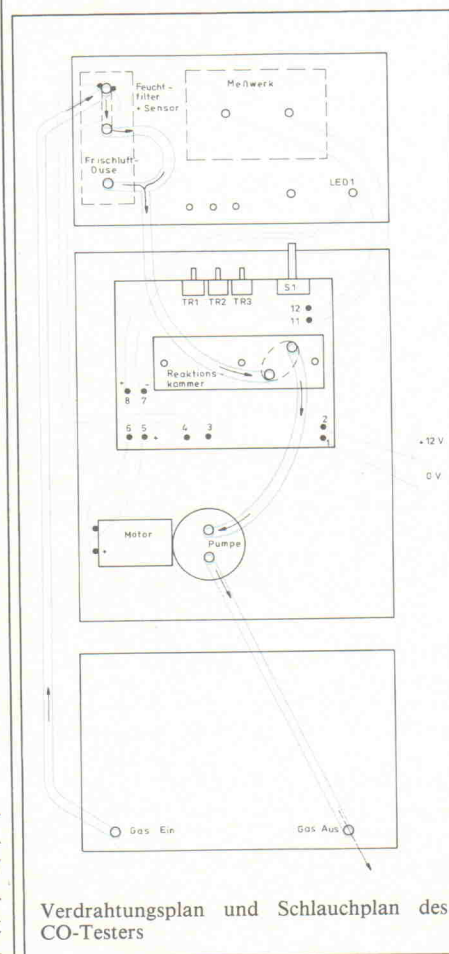 Feucht-
filter
+ Sensor
Meßwerk
Frischluft-
Düse
LED1
TR1 TR2 TR3 S1
12
11
Reaktions-
kammer
+ -
8 7
6 5 + 4 3
2
1
+ 12 V
0 V
Motor
+
Pumpe
Gas Ein
Gas Aus
Verdrahtungsplan und Schlauchplan des
CO-Testers